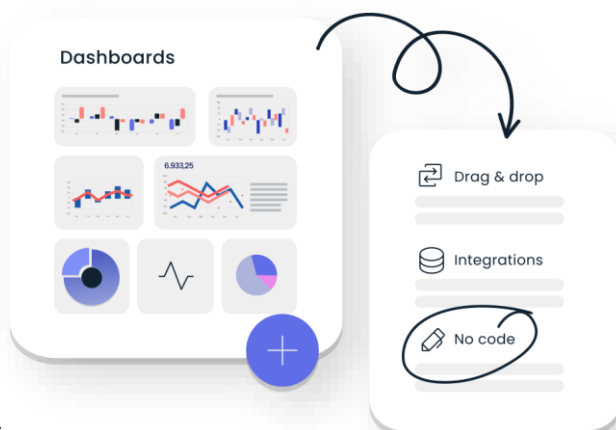 Dashboards
6.933,25
Drag & drop
Integrations
No code